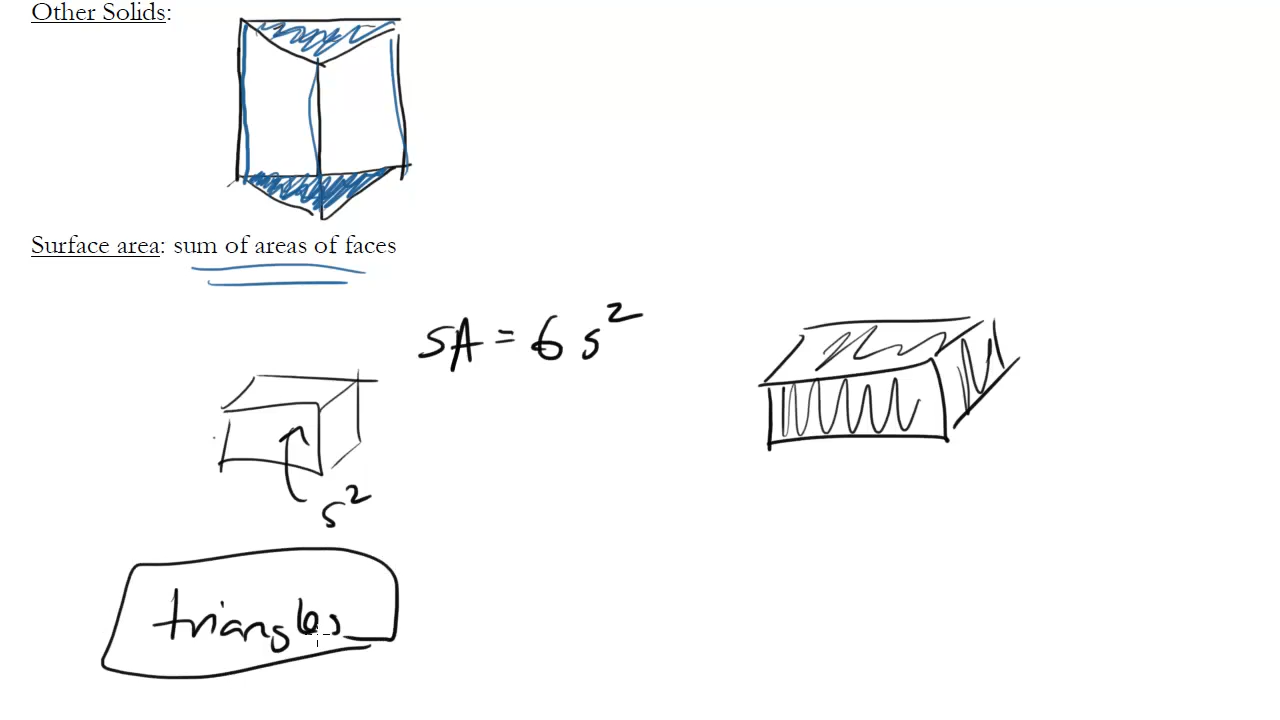 Other Solids:
Surface area: sum of areas of faces
SA = 6 s²
s²
triangles